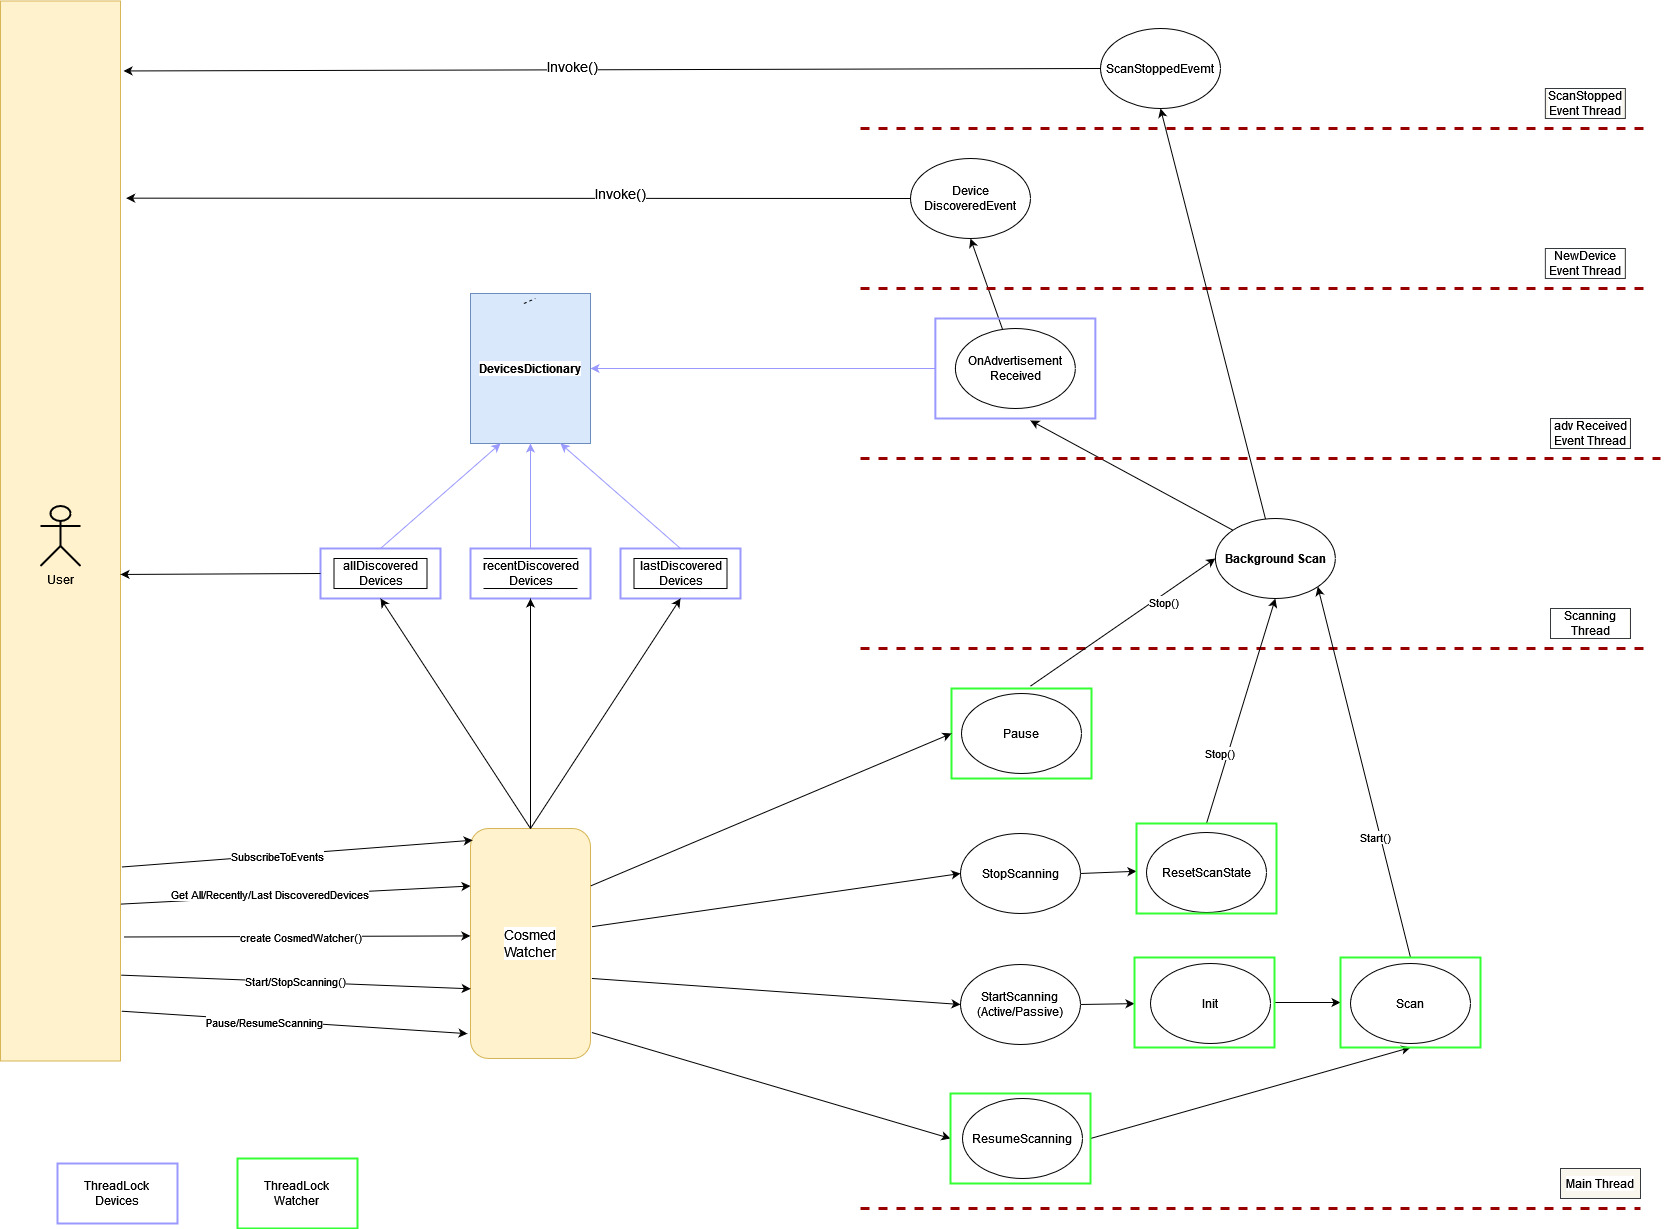 ScanStoppedEvemt
Invoke()
ScanStopped
Event Thread
Device
DiscoveredEvent
Invoke()
NewDevice
Event Thread
DevicesDictionary
OnAdvertisement
Received
adv Received
Event Thread
User
allDiscovered
Devices
recentDiscovered
Devices
lastDiscovered
Devices
Background Scan
Stop()
Scanning
Thread
Pause
Stop()
SubscribeToEvents
Get All/Recently/Last DiscoveredDevices
create CosmedWatcher()
Start/StopScanning()
Pause/ResumeScanning
Cosmed
Watcher
StopScanning
ResetScanState
Start()
StartScanning
(Active/Passive)
Init
Scan
ResumeScanning
ThreadLock
Devices
ThreadLock
Watcher
Main Thread